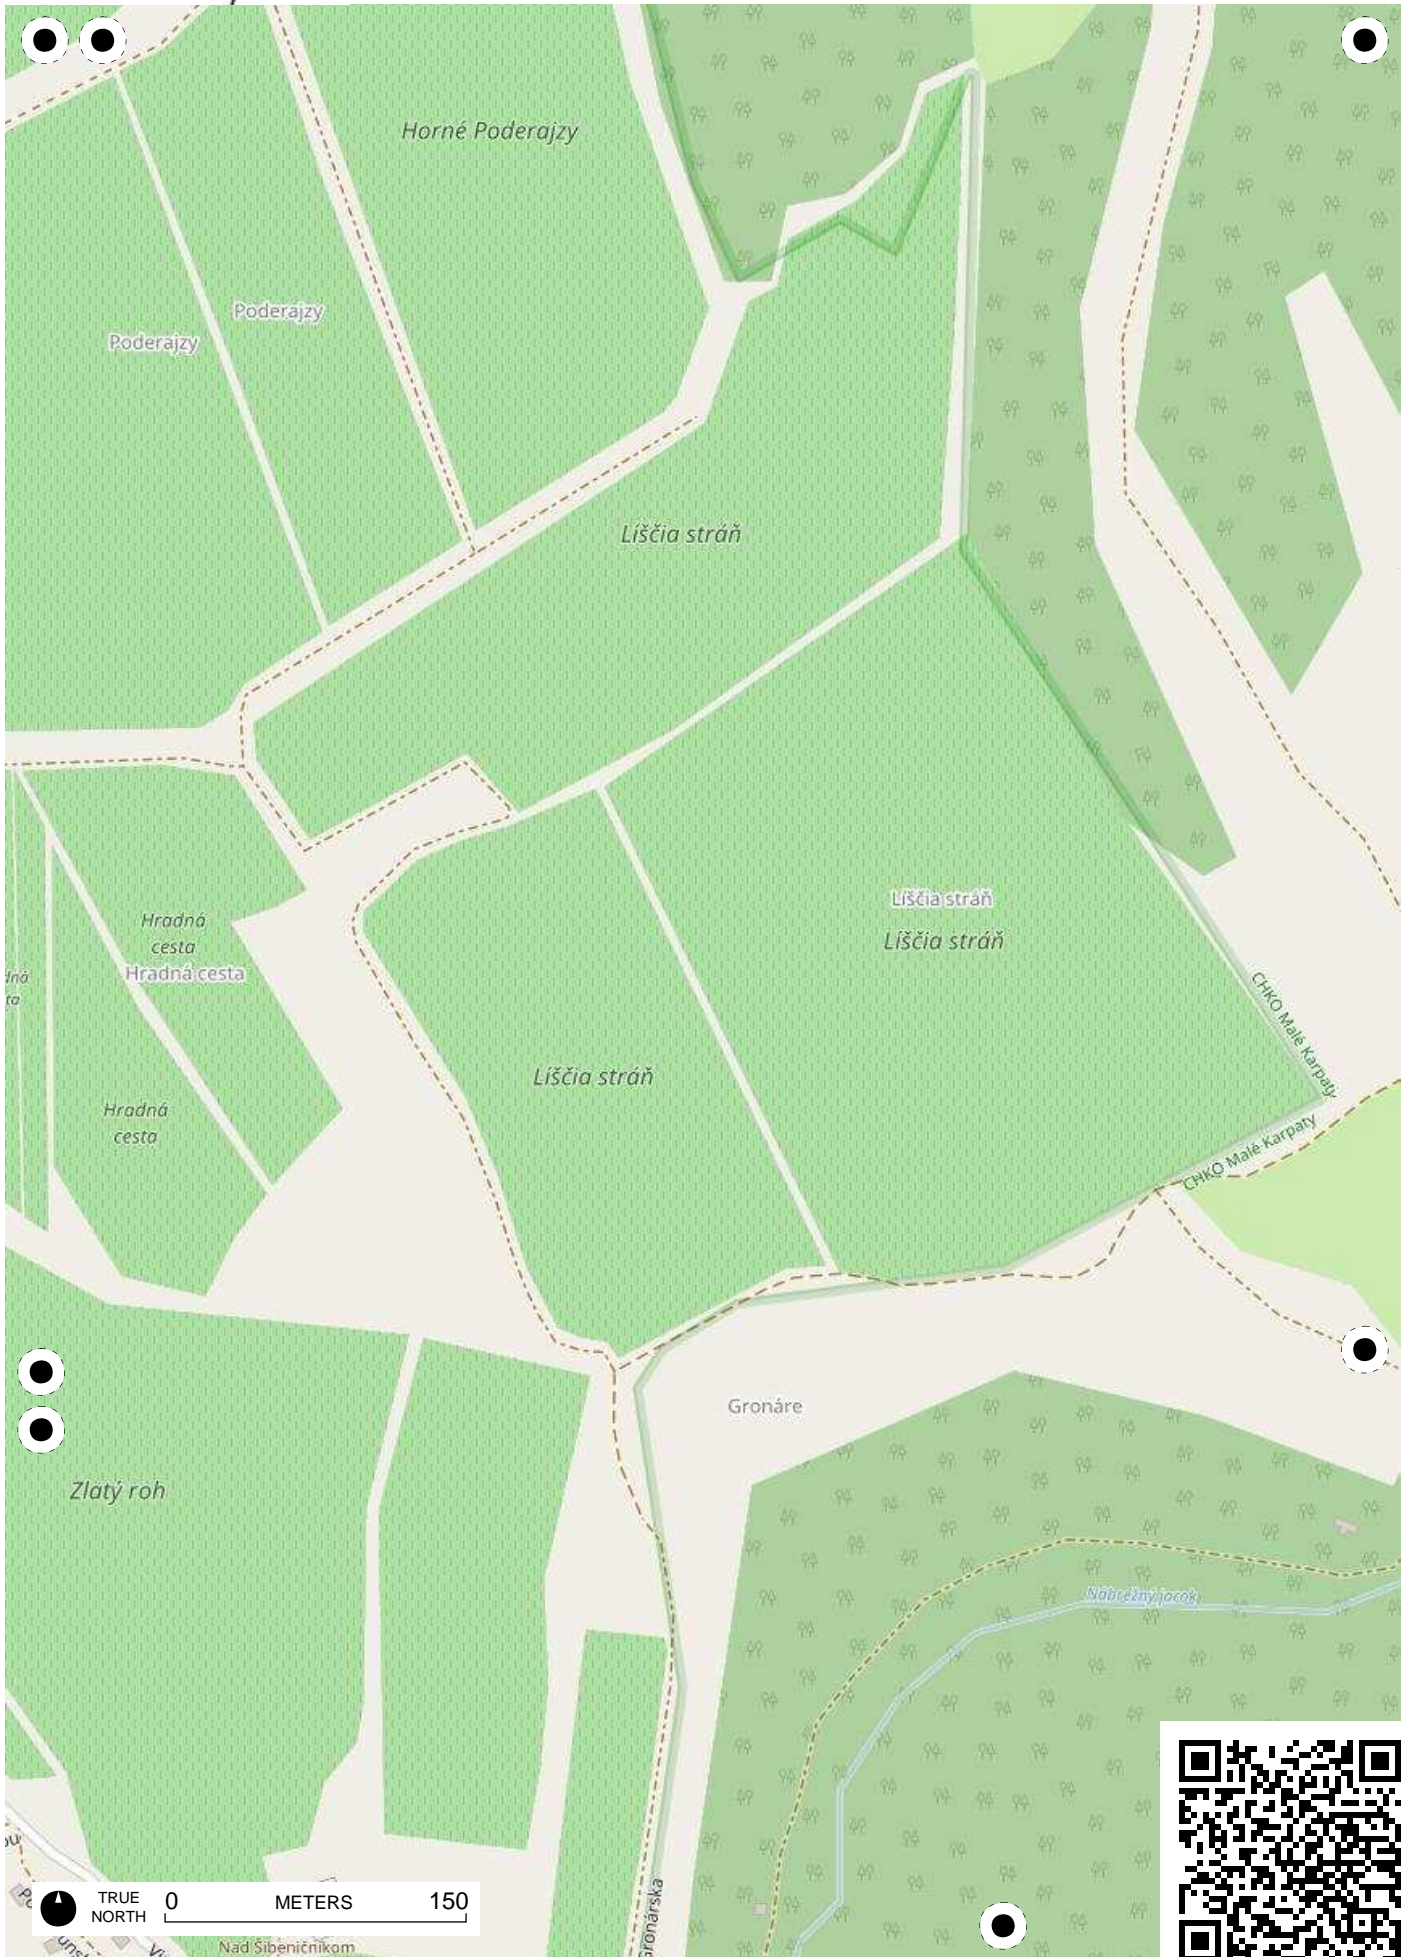 Horné Poderajzy
Poderajzy
Poderajzy
Líščia stráň
Líščia stráň
Líščia stráň
Hradná
cesta
Hradná cesta
CHKO Malé Karpaty
Líščia stráň
Hradná
cesta
CHKO Malé Karpaty
Gronáre
Zlatý roh
Nábrežný jarok
Gronárska
TRUE
NORTH
0 METERS 150
Nad Šibeničníkom